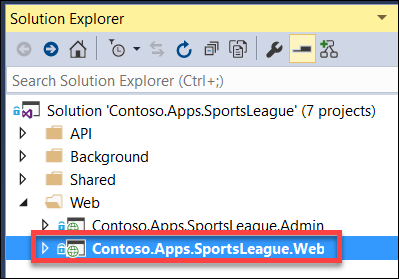 Solution Explorer
Search Solution Explorer (Ctrl+;)
Solution 'Contoso.Apps.SportsLeague' (7 projects)
API
Background
Shared
Web
Contoso.Apps.SportsLeague.Admin
Contoso.Apps.SportsLeague.Web